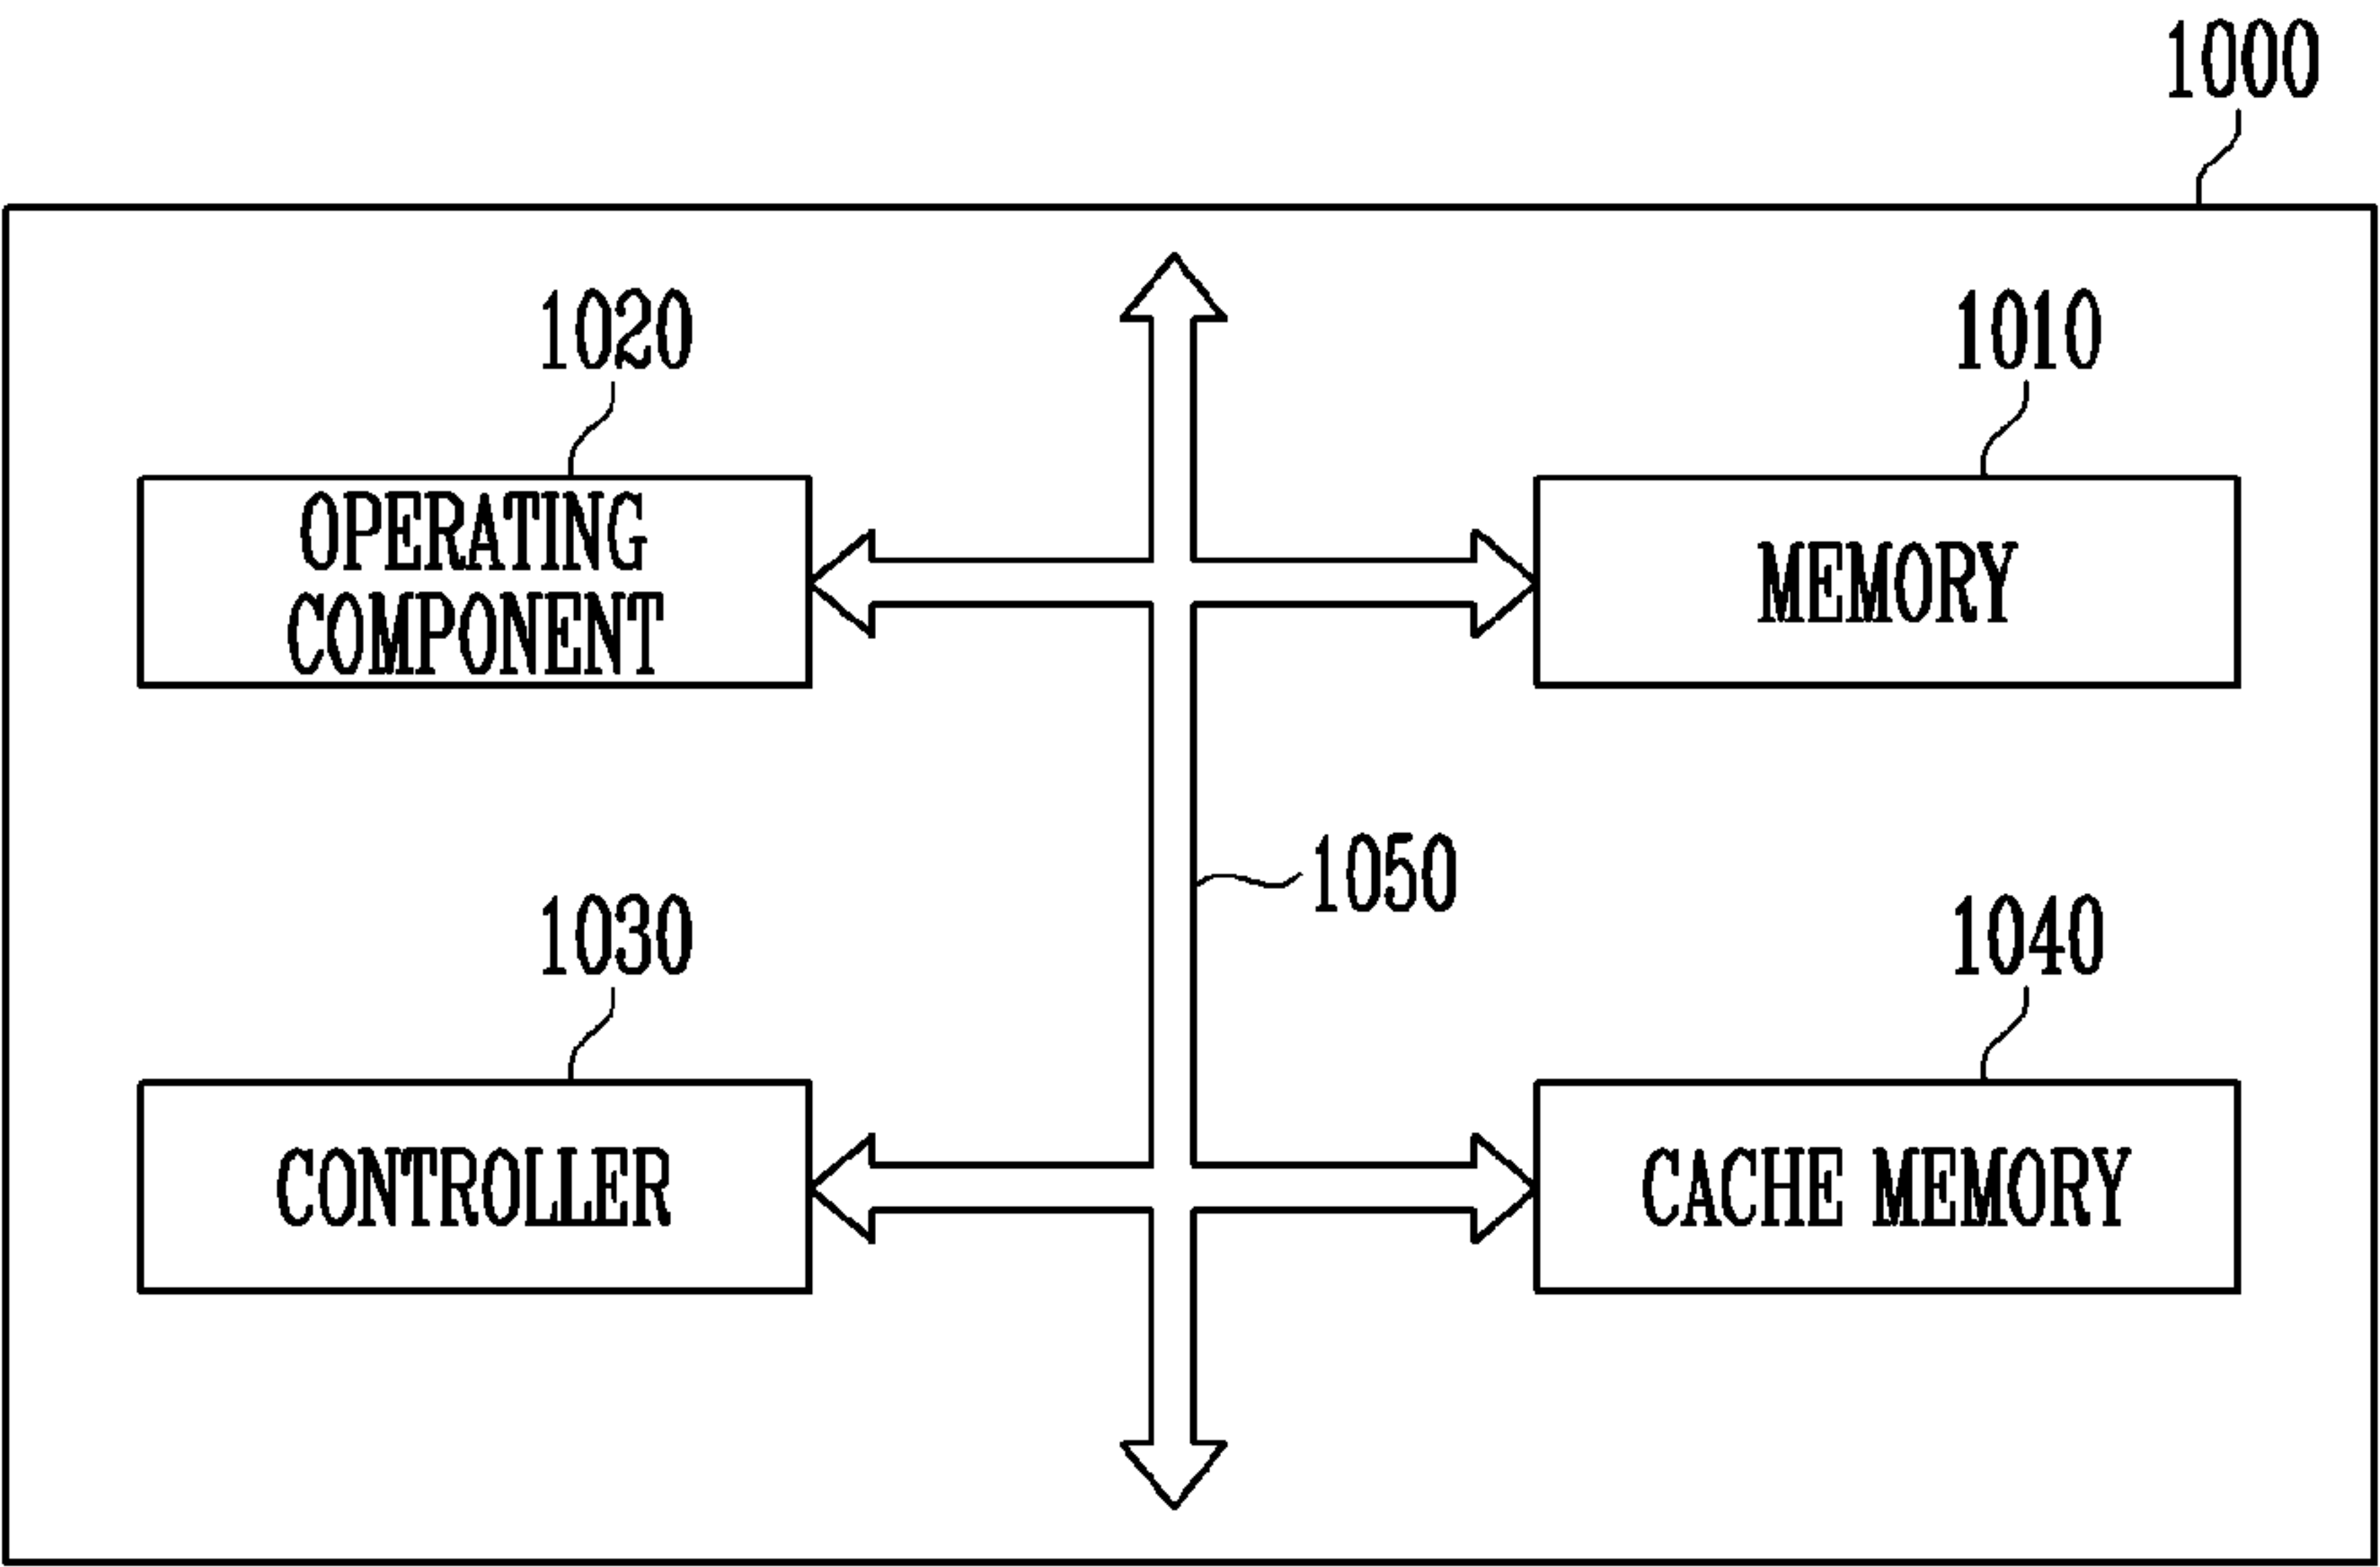 1000
1020
1010
OPERATING
COMPONENT
MEMORY
1050
1030
1040
CONTROLLER
CACHE MEMORY